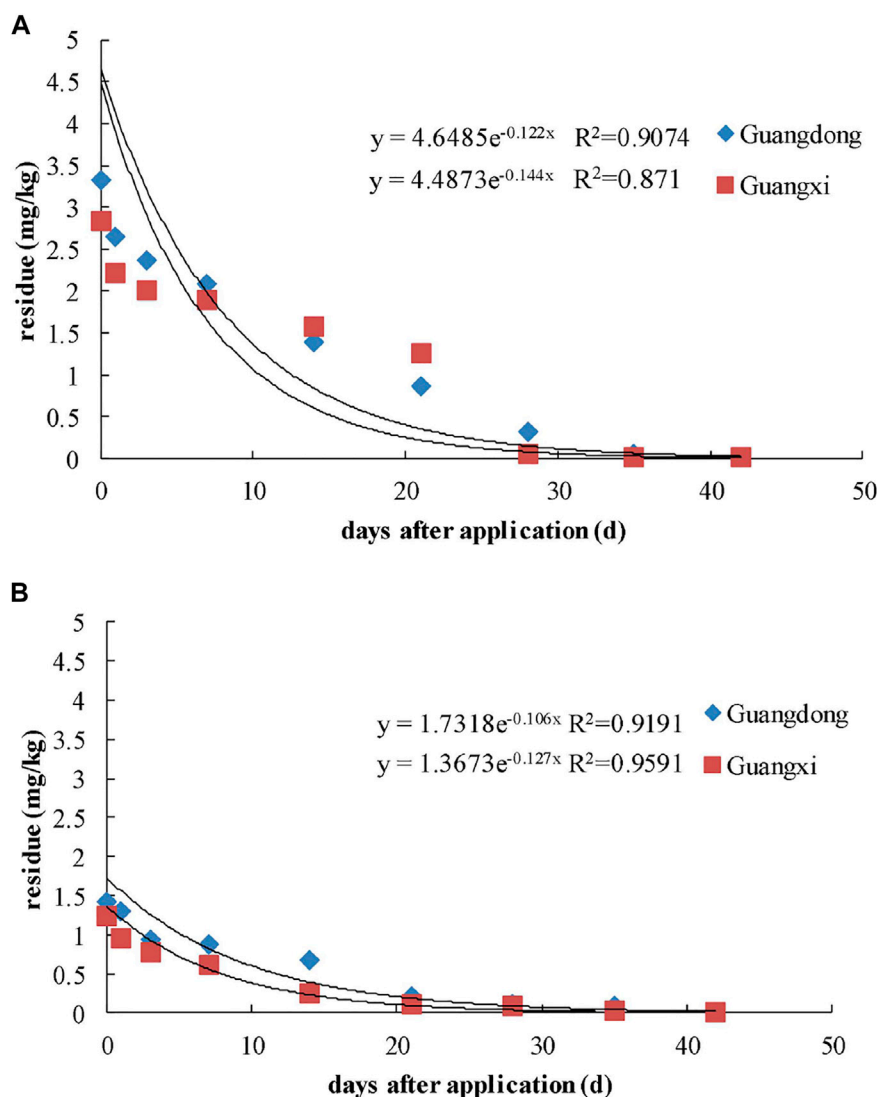 A
5
4.5
4
3.5
3
2.5
2
1.5
1
0.5
0
residue (mg/kg)
y = 4.6485e^-0.122x R²=0.9074
y = 4.4873e^-0.144x R²=0.871
Guangdong
Guangxi
0 10 20 30 40 50
days after application (d)
B
5
4.5
4
3.5
3
2.5
2
1.5
1
0.5
0
residue (mg/kg)
y = 1.7318e^-0.106x R²=0.9191
y = 1.3673e^-0.127x R²=0.9591
Guangdong
Guangxi
0 10 20 30 40 50
days after application (d)